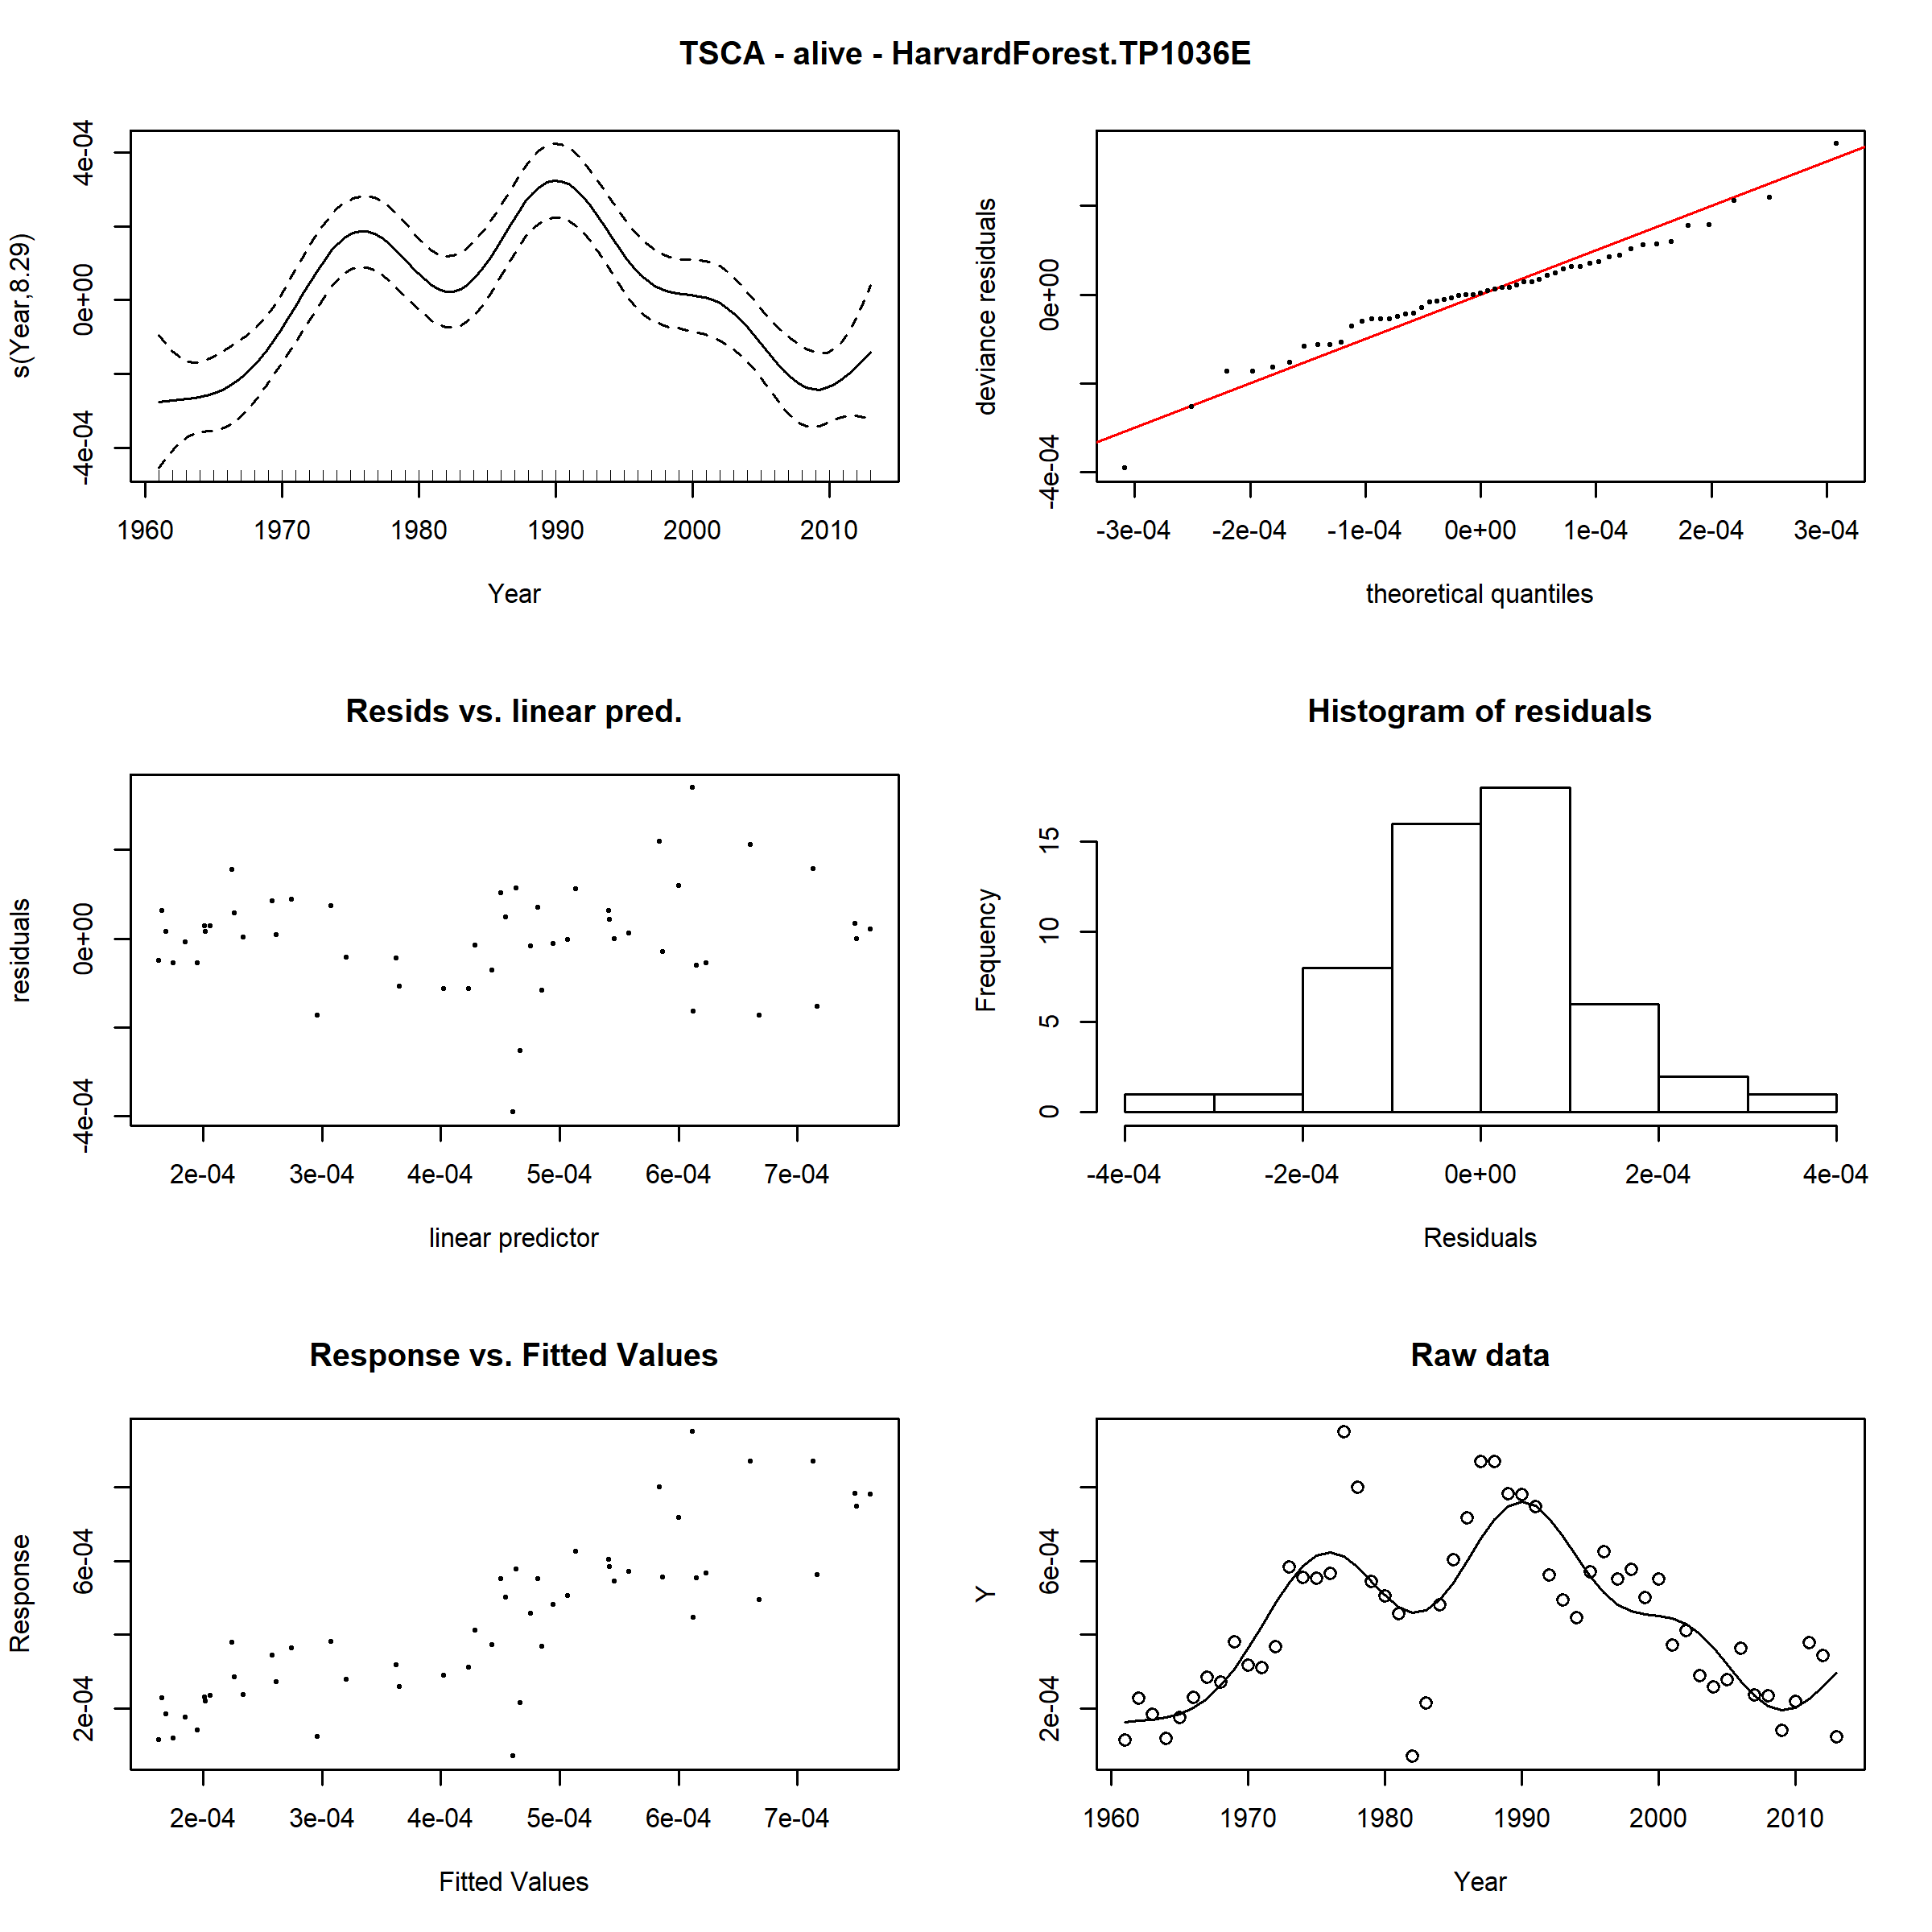 TSCA - alive - HarvardForest.TP1036E
s(Year,8.29)
4e-04
0e+00
-4e-04
1960 1970 1980 1990 2000 2010
Year
deviance residuals
0e+00
-4e-04
-3e-04 -2e-04 -1e-04 0e+00 1e-04 2e-04 3e-04
theoretical quantiles
Resids vs. linear pred.
residuals
0e+00
-4e-04
2e-04 3e-04 4e-04 5e-04 6e-04 7e-04
linear predictor
Histogram of residuals
Frequency
15
10
5
0
-4e-04 -2e-04 0e+00 2e-04 4e-04
Residuals
Response vs. Fitted Values
Response
6e-04
2e-04
2e-04 3e-04 4e-04 5e-04 6e-04 7e-04
Fitted Values
Raw data
Y
6e-04
2e-04
1960 1970 1980 1990 2000 2010
Year